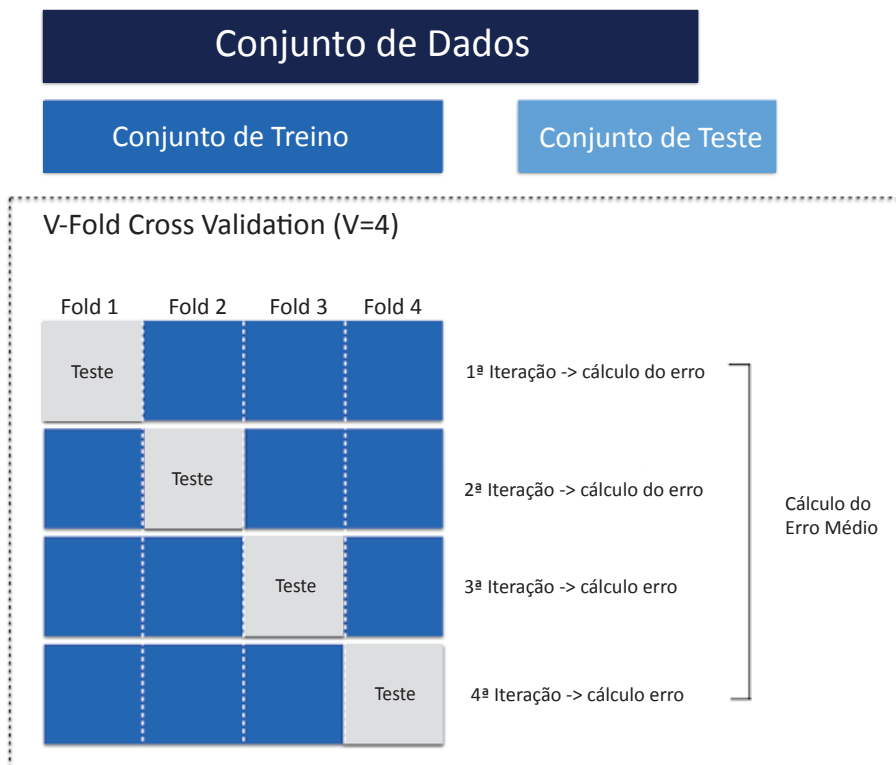 Conjunto de Dados
Conjunto de Treino
Conjunto de Teste
V-Fold Cross Validation (V=4)
Fold 1
Fold 2
Fold 3
Fold 4
Teste
1ª Iteração -> cálculo do erro
Teste
2ª Iteração -> cálculo do erro
Teste
3ª Iteração -> cálculo erro
Teste
4ª Iteração -> cálculo erro
Cálculo do
Erro Médio